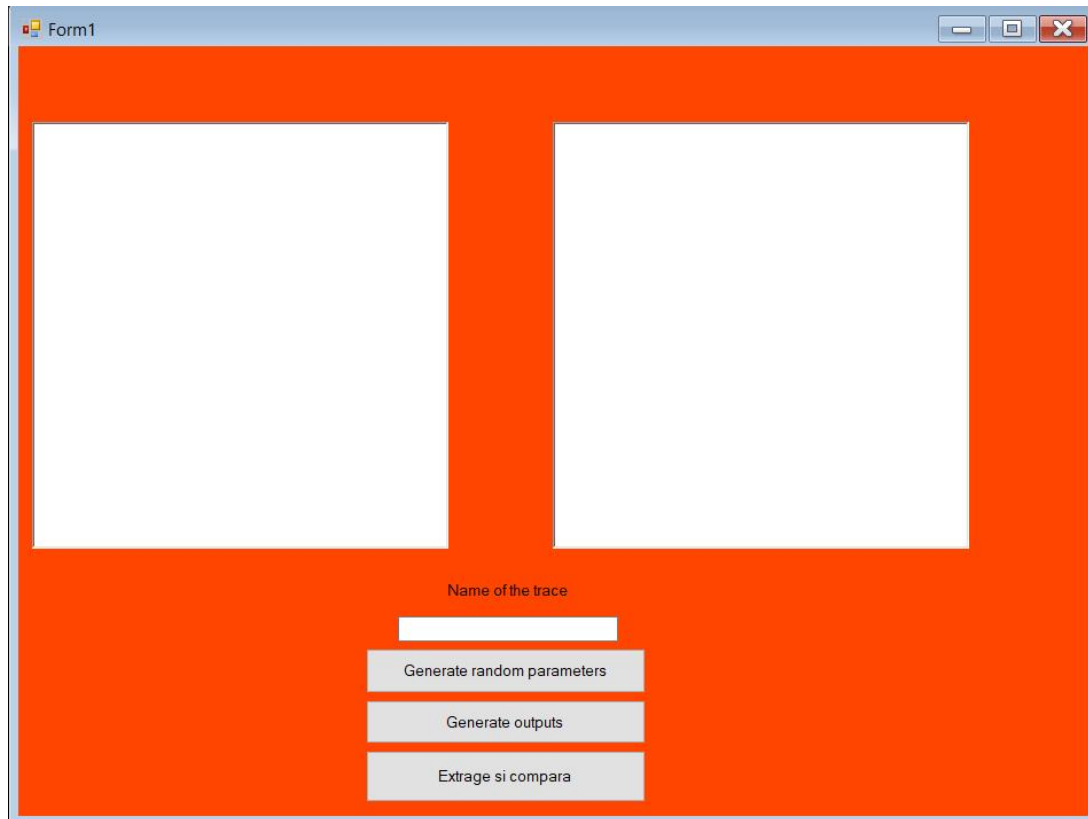 Form1
Name of the trace
Generate random parameters
Generate outputs
Extrage si compara